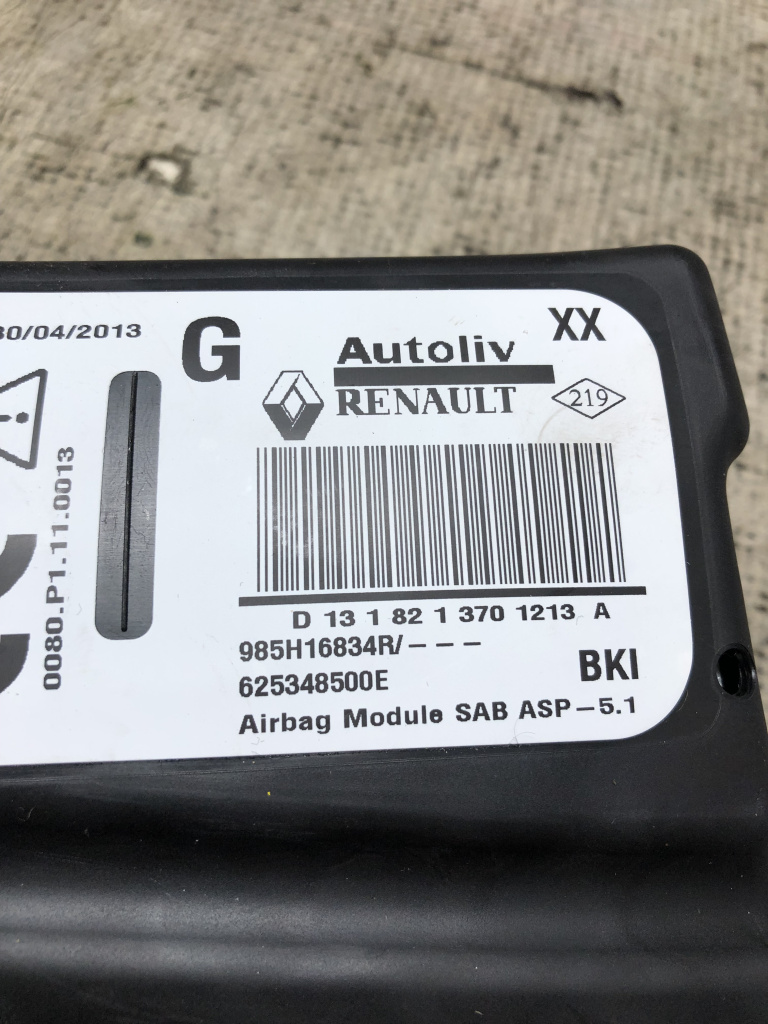 30/04/2013
G
Autoliv
XX
RENAULT
219
0080.P1.11.0013
D 13 1 82 1 370 1213 A
985H16834R/– – –
625348500E
BKI
Airbag Module SAB ASP–5.1